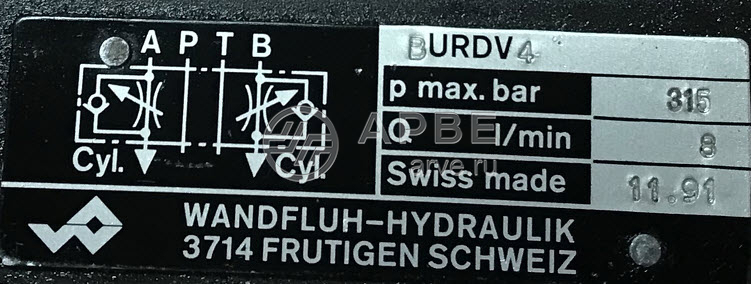 A P T B
BURDV4
p max. bar 315
Q l/min 8
Cyl. Cyl.
Swiss made 11.91
АРВЕ
arve.ru
WANDFLUH-HYDRAULIK
3714 FRUTIGEN SCHWEIZ